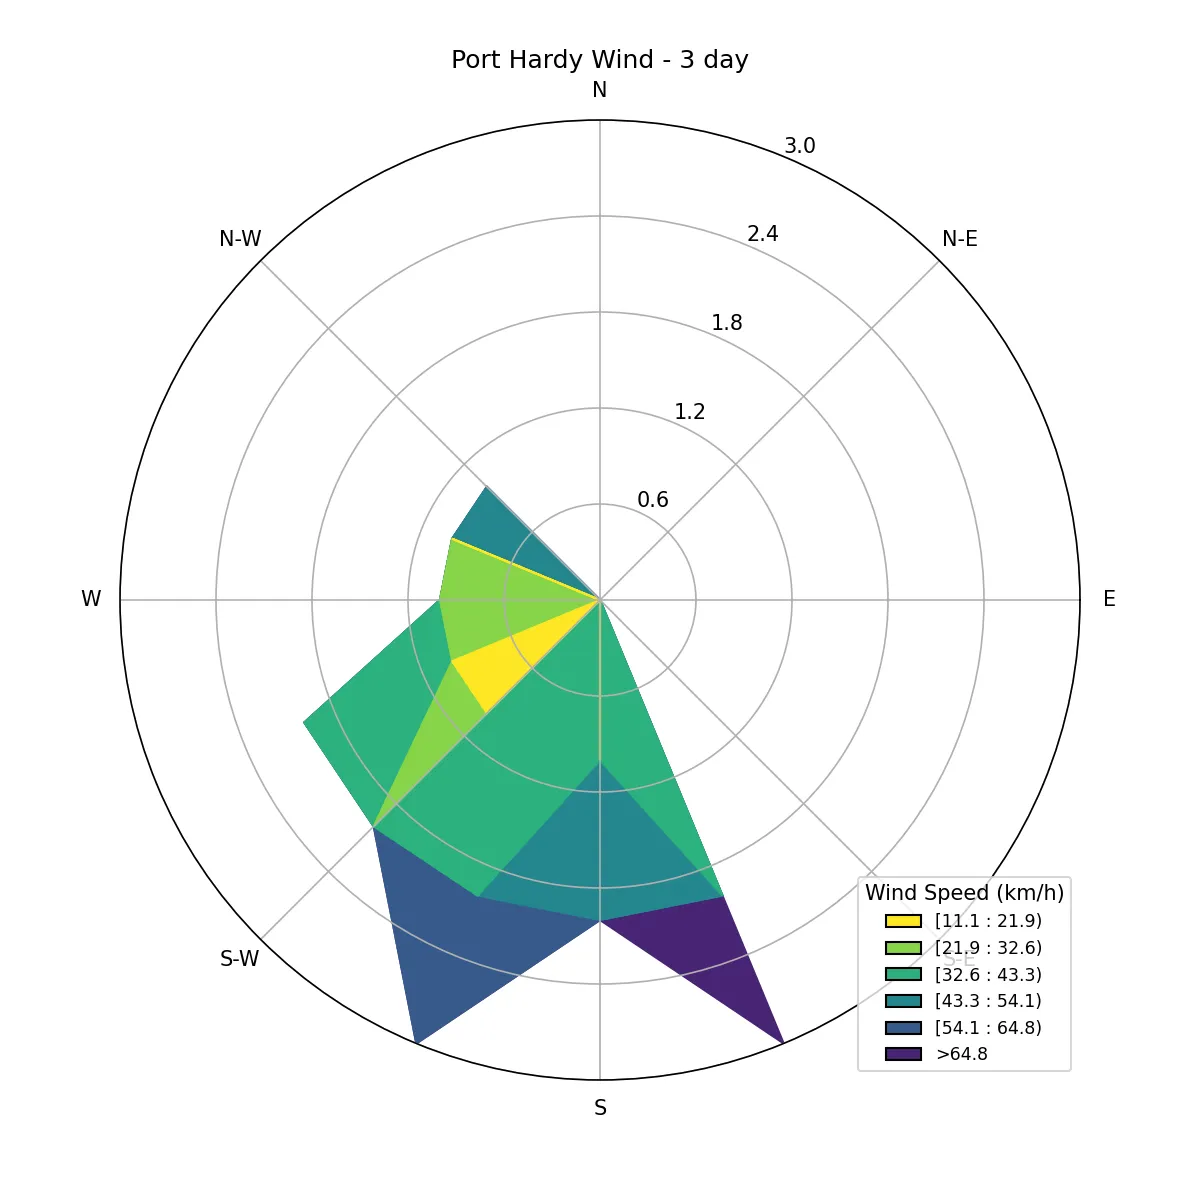 Port Hardy Wind - 3 day
N
3.0
N-W
N-E
2.4
1.8
1.2
0.6
W
E
Wind Speed (km/h)
[11.1 : 21.9)
[21.9 : 32.6)
S-W
S-E
[32.6 : 43.3)
[43.3 : 54.1)
[54.1 : 64.8)
>64.8
S